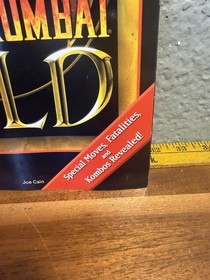 KOMBAT
LD
Special Moves, Fatalities,
and
Kombos Revealed!
Joe Cain